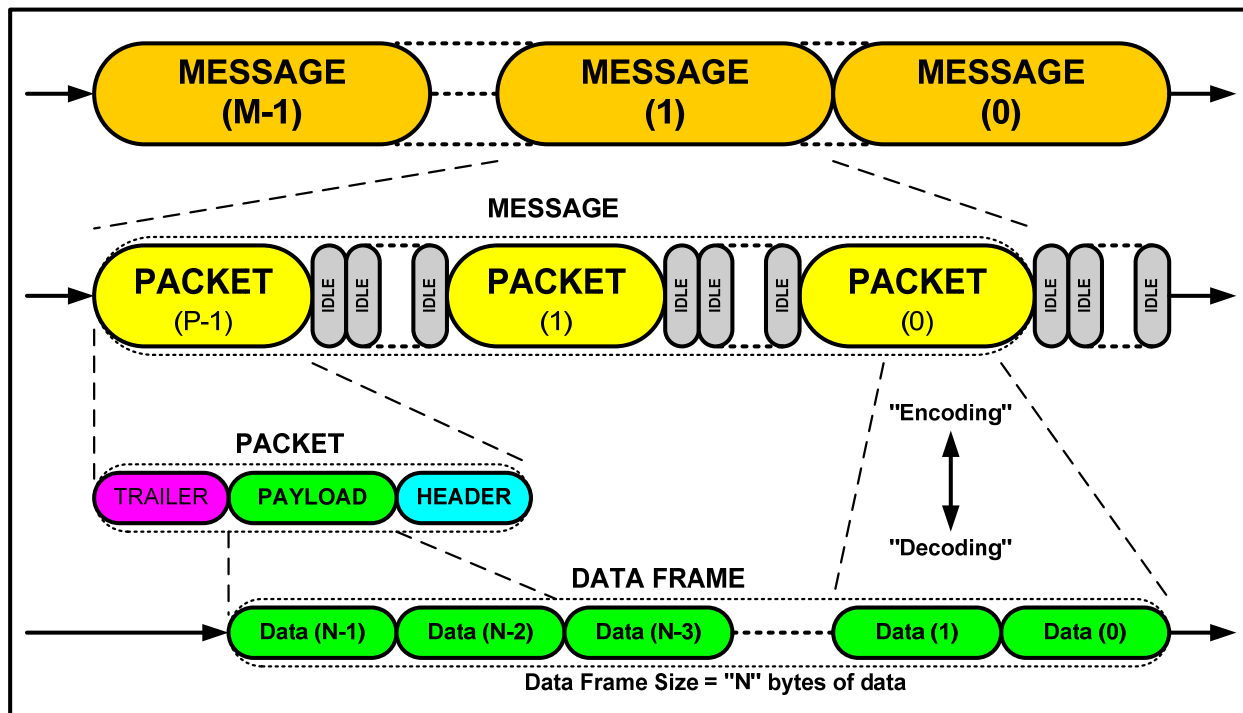 MESSAGE
(M-1)
MESSAGE
(1)
MESSAGE
(0)
MESSAGE
PACKET
(P-1)
IDLE
IDLE
IDLE
PACKET
(1)
IDLE
IDLE
IDLE
PACKET
(0)
IDLE
IDLE
IDLE
"Encoding"
PACKET
TRAILER
PAYLOAD
HEADER
"Decoding"
DATA FRAME
Data (N-1)
Data (N-2)
Data (N-3)
Data (1)
Data (0)
Data Frame Size = "N" bytes of data